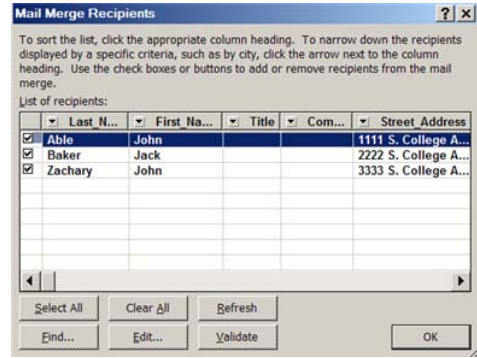 Mail Merge Recipients
To sort the list, click the appropriate column heading. To narrow down the recipients
displayed by a specific criteria, such as by city, click the arrow next to the column
heading. Use the check boxes or buttons to add or remove recipients from the mail
merge.
List of recipients:
Last_N... First_Na... Title Com... Street_Address
Able John 1111 S. College A...
Baker Jack 2222 S. College A...
Zachary John 3333 S. College A...
Select All Clear All Refresh
Find... Edit... Validate OK